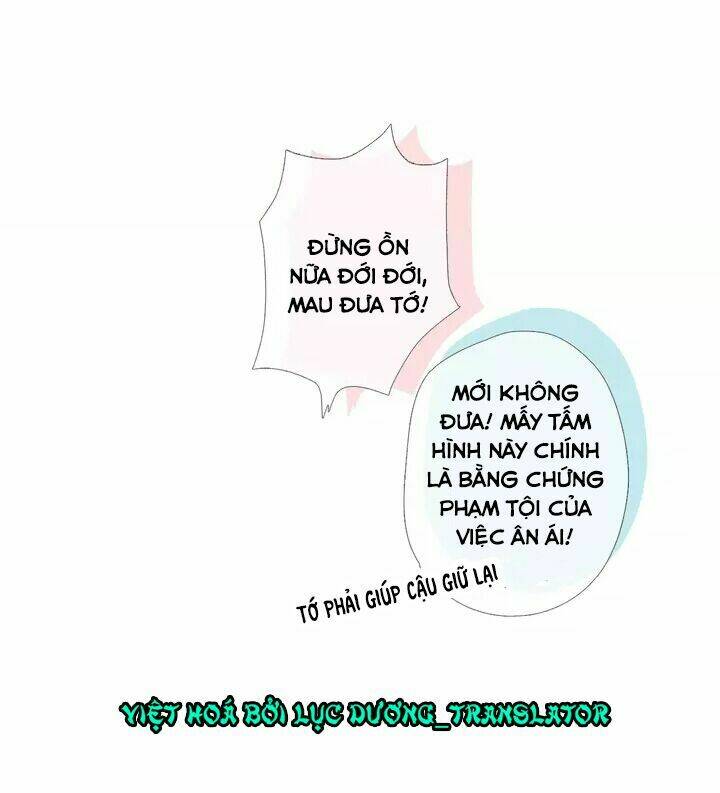 ĐỪNG ỒN
NỮA ĐỚI ĐỚI,
MAU ĐƯA TỚ!
MỚI KHÔNG
ĐƯA! MẤY TẤM
HÌNH NÀY CHÍNH
LÀ BẰNG CHỨNG
PHẠM TỘI CỦA
VIỆC ÂN ÁI!
TỚ PHẢI GIÚP CẬU GIỮ LẠI
VIỆT HOÁ BỞI LỤC DƯƠNG_TRANSLATOR